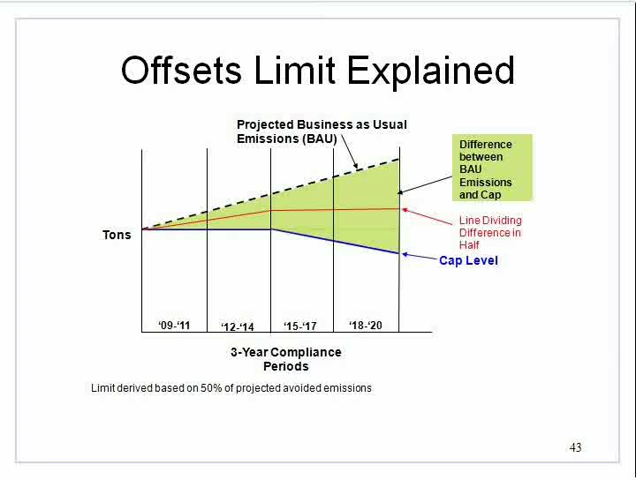 Offsets Limit Explained
Projected Business as Usual
Emissions (BAU)
Difference
between
BAU
Emissions
and Cap
Line Dividing
Difference in
Half
Cap Level
Tons
‘09-‘11
‘12-‘14
‘15-‘17
‘18-‘20
3-Year Compliance
Periods
Limit derived based on 50% of projected avoided emissions
43